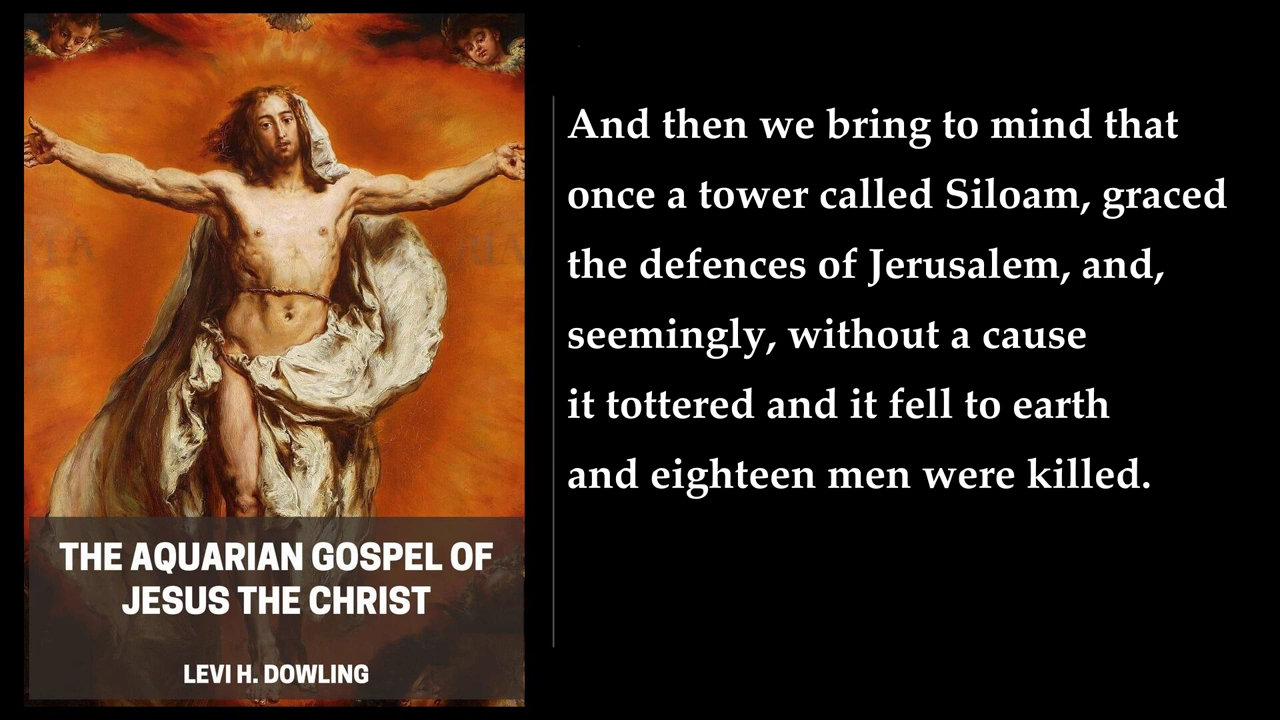 THE AQUARIAN GOSPEL OF
JESUS THE CHRIST
LEVI H. DOWLING
And then we bring to mind that
once a tower called Siloam, graced
the defences of Jerusalem, and,
seemingly, without a cause
it tottered and it fell to earth
and eighteen men were killed.